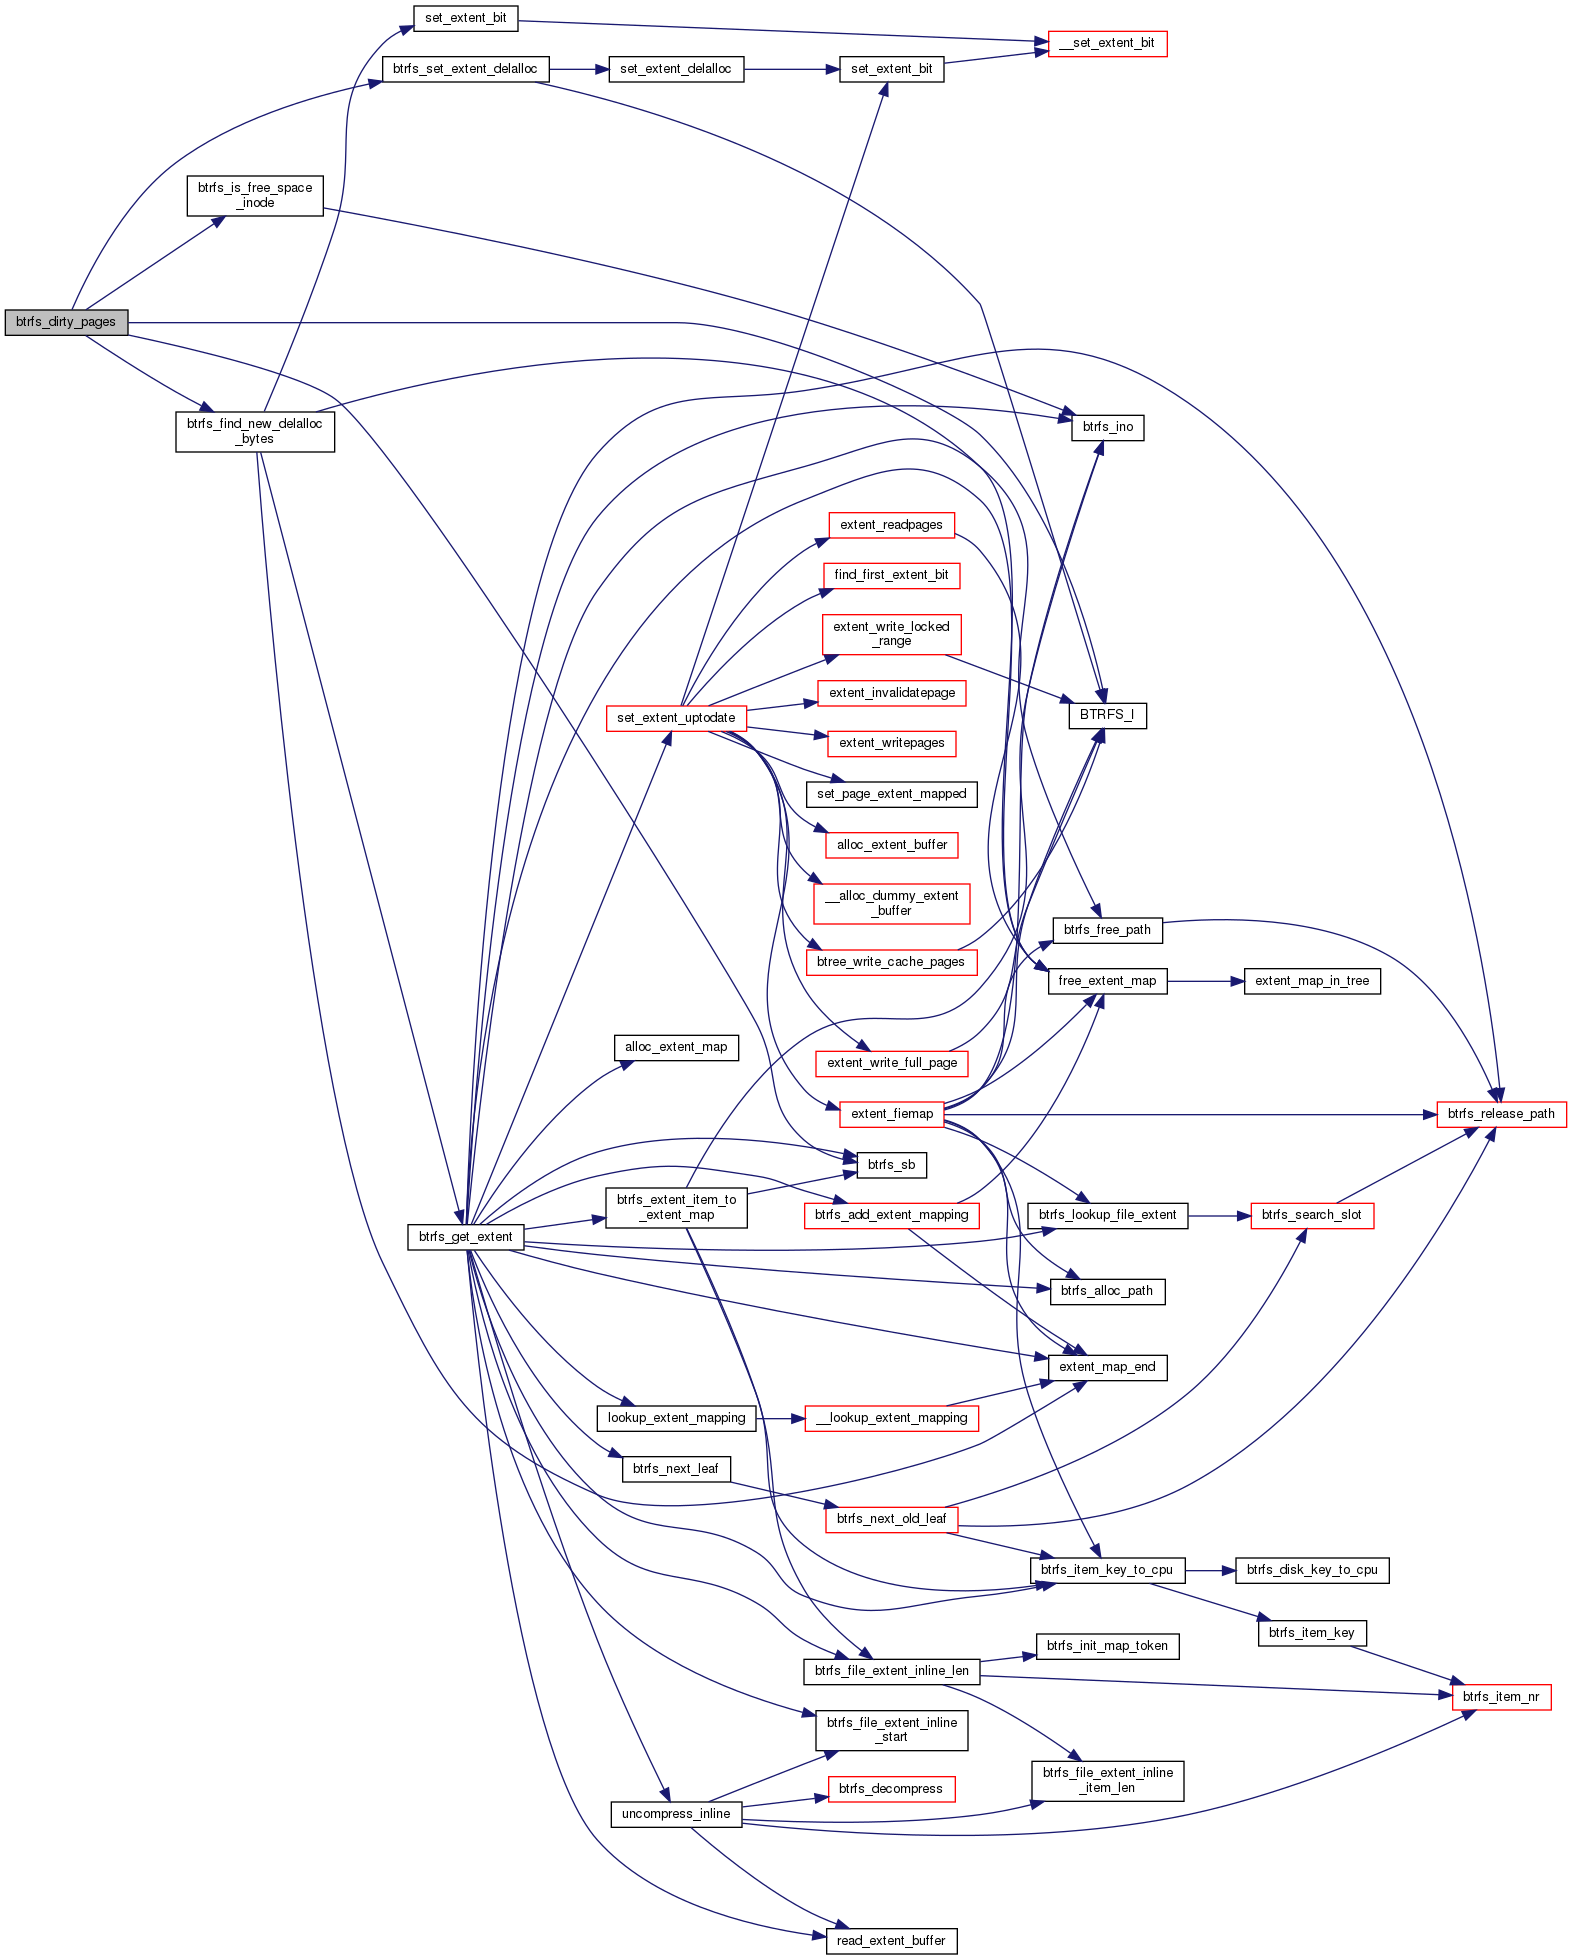 set_extent_bit
__set_extent_bit
btrfs_set_extent_delalloc
set_extent_delalloc
set_extent_bit
btrfs_is_free_space
_inode
btrfs_dirty_pages
btrfs_find_new_delalloc
_bytes
btrfs_ino
extent_readpages
find_first_extent_bit
extent_write_locked
_range
extent_invalidatepage
set_extent_uptodate
BTRFS_I
extent_writepages
set_page_extent_mapped
alloc_extent_buffer
__alloc_dummy_extent
_buffer
btrfs_free_path
btree_write_cache_pages
free_extent_map
extent_map_in_tree
alloc_extent_map
extent_write_full_page
extent_fiemap
btrfs_release_path
btrfs_sb
btrfs_extent_item_to
_extent_map
btrfs_add_extent_mapping
btrfs_lookup_file_extent
btrfs_search_slot
btrfs_get_extent
btrfs_alloc_path
extent_map_end
lookup_extent_mapping
__lookup_extent_mapping
btrfs_next_leaf
btrfs_next_old_leaf
btrfs_item_key_to_cpu
btrfs_disk_key_to_cpu
btrfs_item_key
btrfs_init_map_token
btrfs_file_extent_inline_len
btrfs_item_nr
btrfs_file_extent_inline
_start
btrfs_file_extent_inline
_item_len
btrfs_decompress
uncompress_inline
read_extent_buffer